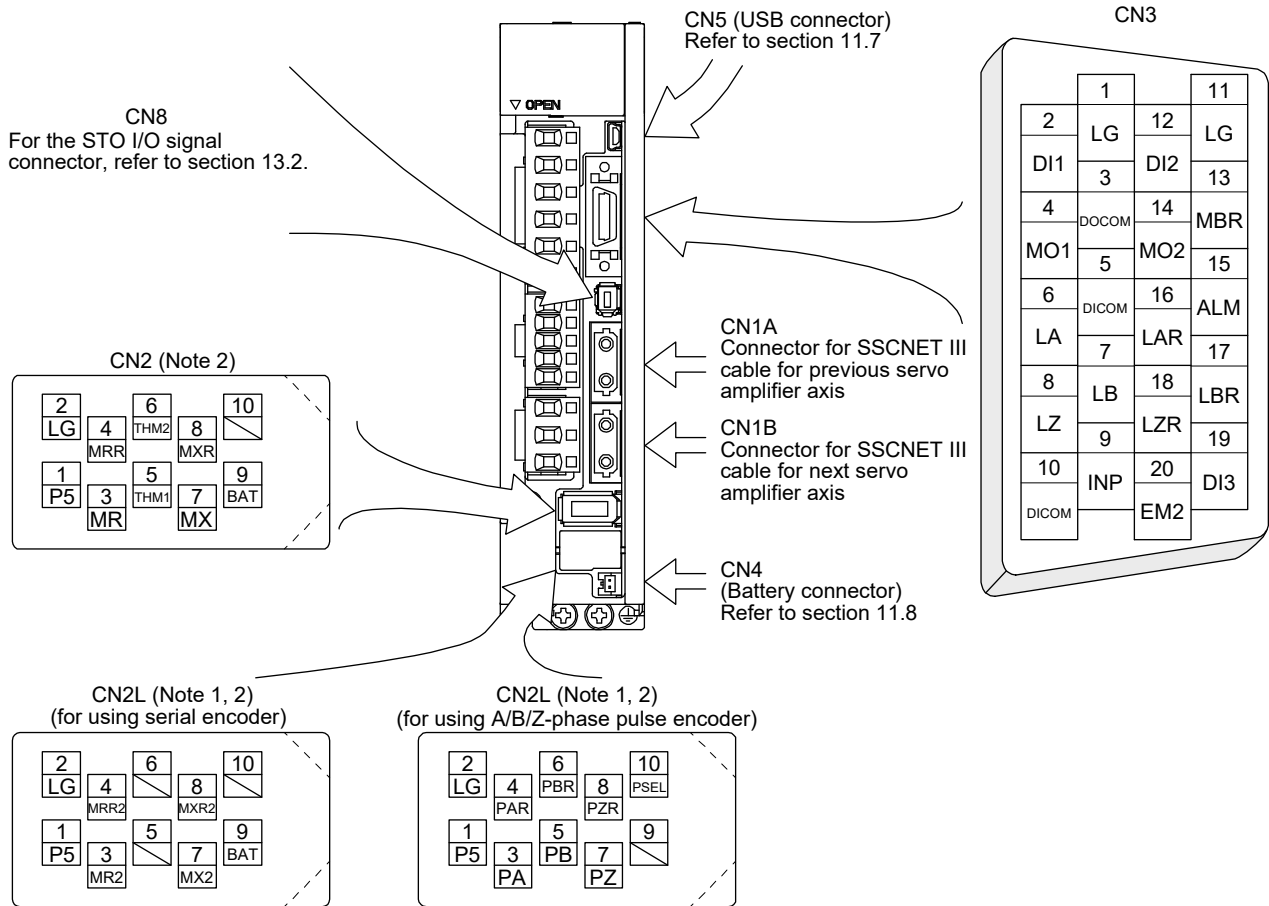 CN5 (USB connector)
Refer to section 11.7
CN3
CN8
For the STO I/O signal
connector, refer to section 13.2.
▽ OPEN
1 11
2 LG 12 LG
DI1 3 DI2 13
4 DOCOM 14 MBR
MO1 5 MO2 15
6 DICOM 16 ALM
LA 7 LAR 17
8 LB 18 LBR
LZ 9 LZR 19
10 INP 20 DI3
DICOM EM2
CN1A
Connector for SSCNET III
cable for previous servo
amplifier axis
CN1B
Connector for SSCNET III
cable for next servo
amplifier axis
CN4
(Battery connector)
Refer to section 11.8
CN2 (Note 2)
2 6 10
LG 4 THM2 8
MRR MXR
1 5 9
P5 3 THM1 7 BAT
MR MX
CN2L (Note 1, 2)
(for using serial encoder)
2 6 10
LG 4 8
MRR2 MXR2
1 5 9
P5 3 7 BAT
MR2 MX2
CN2L (Note 1, 2)
(for using A/B/Z-phase pulse encoder)
2 6 10
LG 4 PBR 8 PSEL
PAR PZR
1 5 9
P5 3 PB 7
PA PZ